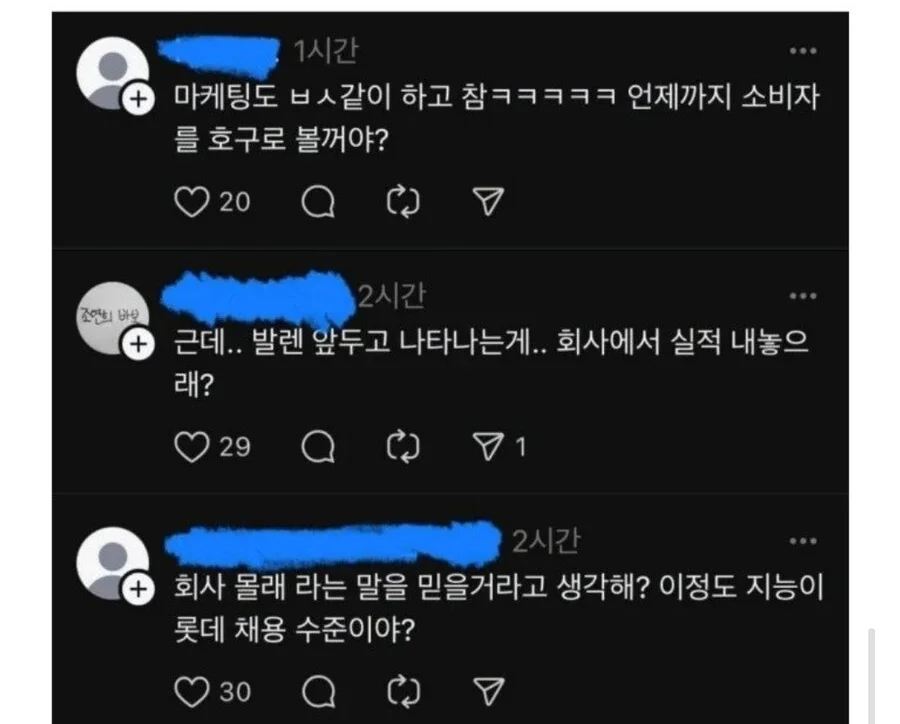 1시간
마케팅도 ㅂㅅ같이 하고 참ㅋㅋㅋㅋㅋ 언제까지 소비자
를 호구로 볼꺼야?
20
2시간
조연희 바보
근데.. 발렌 앞두고 나타나는게.. 회사에서 실적 내놓으
래?
29 1
2시간
회사 몰래 라는 말을 믿을거라고 생각해? 이정도 지능이
롯데 채용 수준이야?
30